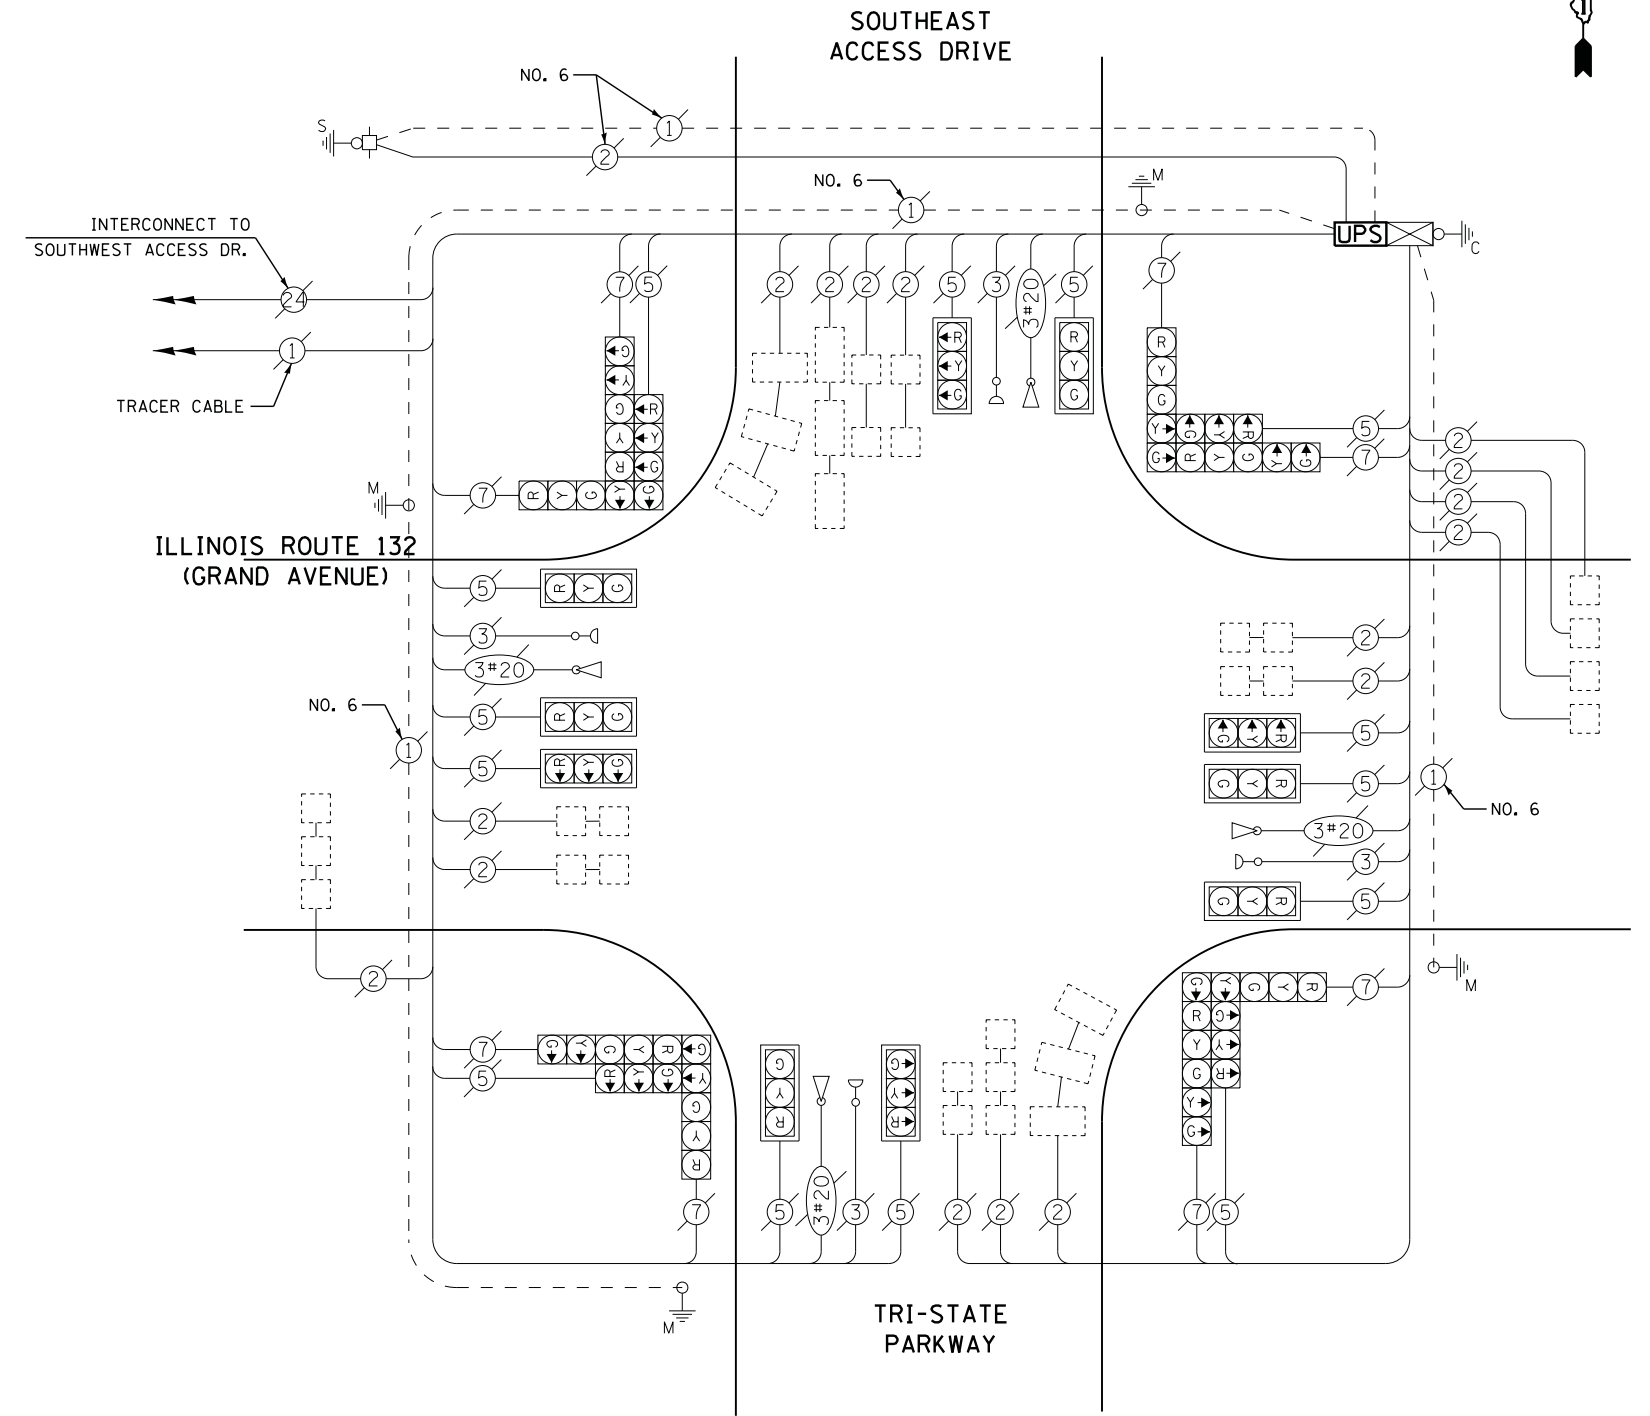 SOUTHEAST
ACCESS DRIVE
NO. 6
1
S
2
NO. 6
1
M
INTERCONNECT TO
SOUTHWEST ACCESS DR.
UPS
C
24
7 5 2 2 2 2 5 3 3#20 5 7
1
TRACER CABLE
G Y G Y R
R Y G
R Y G
R Y G
R Y G
Y G R Y G Y G
G Y R
5
7
2
2
2
2
M
7
R Y G Y G
ILLINOIS ROUTE 132
(GRAND AVENUE)
5
R Y G
3
3#20
5
R Y G
5
R Y G
2
2
NO. 6
1
2
2
G Y R
5
G Y R
5
3#20
3
G Y R
5
1
NO. 6
M
2
7
G Y G Y R G
5
R Y G Y
G Y R
7
G Y R
5
3#20
3
G Y R
5
2
2
2
G Y G Y R
7
R Y G Y G
G Y R
7
5
M
TRI-STATE
PARKWAY